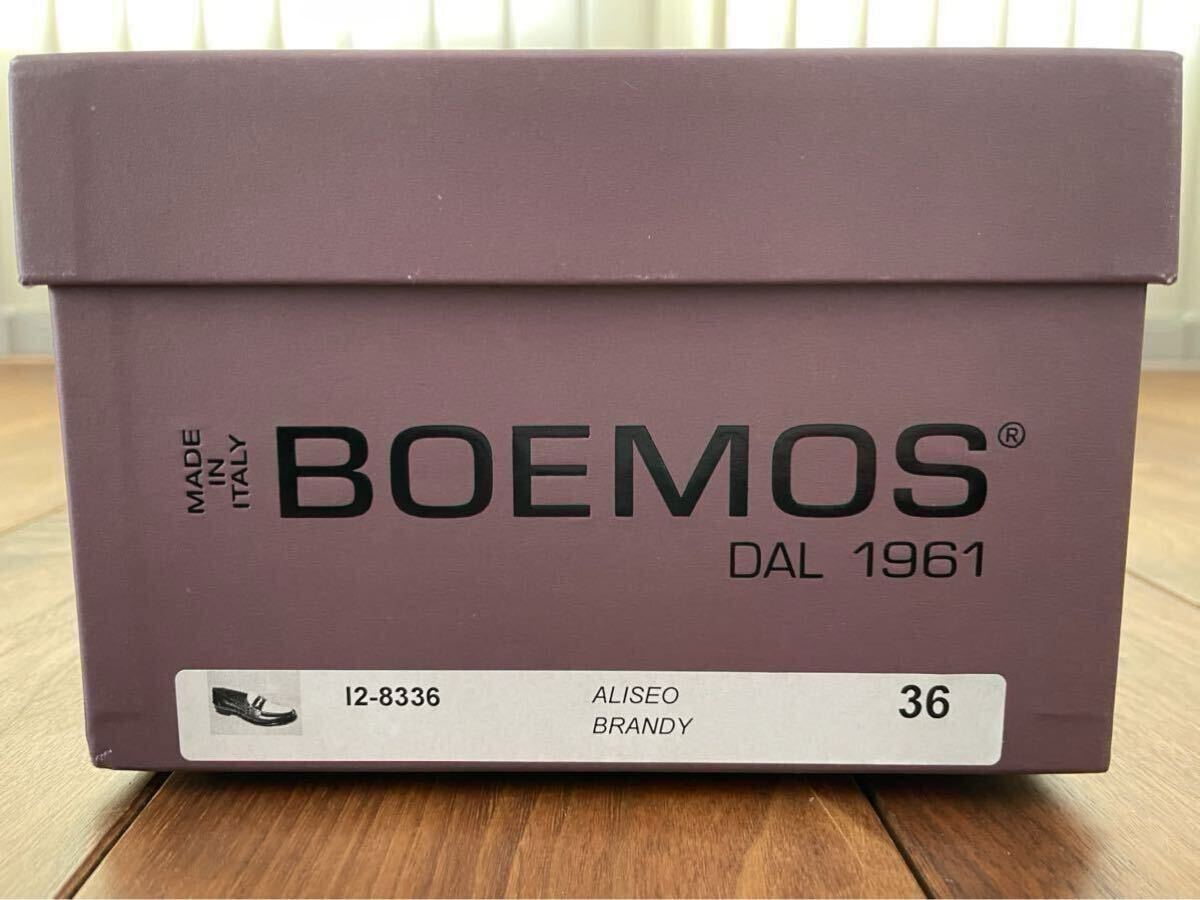 MADE
IN
ITALY
BOEMOS®
DAL 1961
I2-8336
ALISEO
BRANDY
36